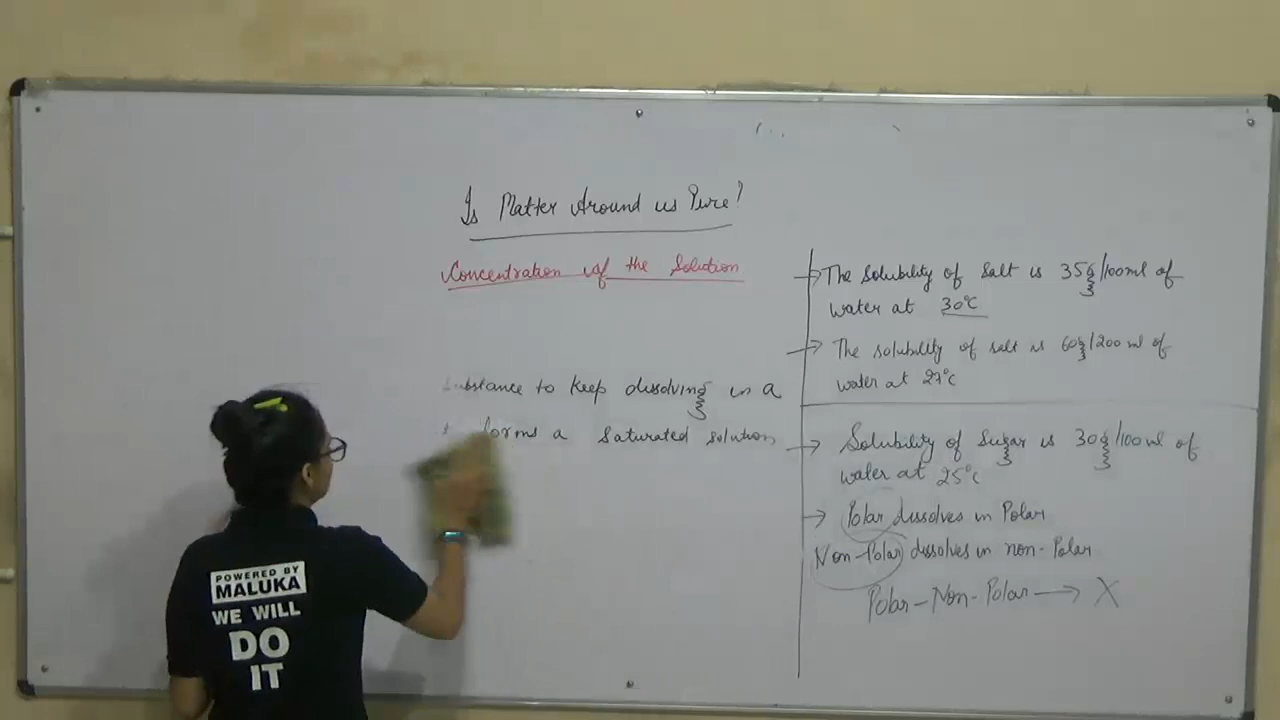 Is Matter Around us Pure?
Concentration of the Solution
substance to keep dissolving in a
forms a saturated solution
→ The solubility of salt is 35g/100ml of
water at 30°C
→ The solubility of salt is 60g/200 ml of
water at 27°C
→ Solubility of Sugar is 30g/100 ml of
water at 25°C
→ Polar dissolves in Polar
Non-Polar dissolves in non-Polar
Polar - Non-Polar → X
POWERED BY
MALUKA
WE WILL
DO
IT